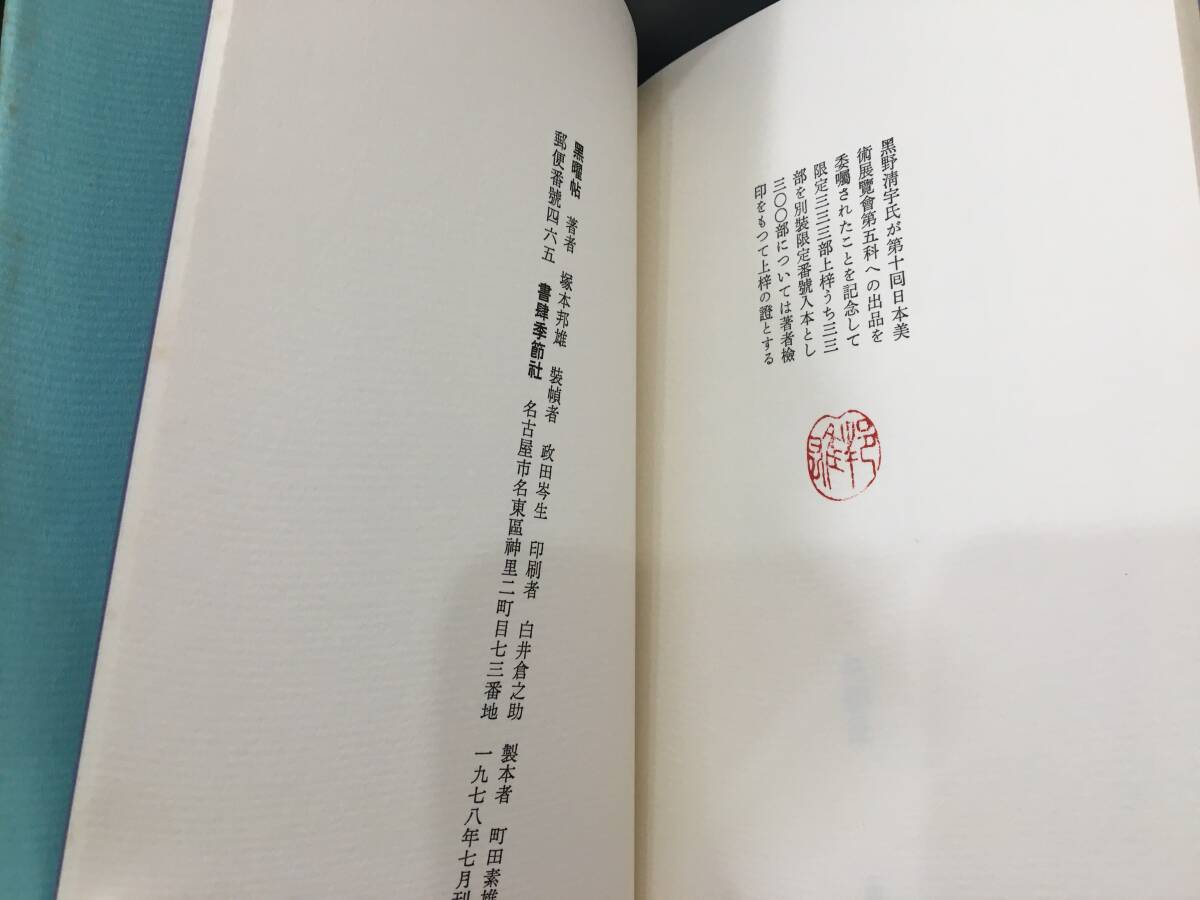 黑野淸宇氏が第十囘日本美
術展覽會第五科への出品を
委囑されたことを記念して
限定三三三部上梓うち三三
部を別裝限定番號入本とし
三〇〇部については著者檢
印をもつて上梓の證とする
邦雄
黑曜帖 著者 塚本邦雄 裝幀者 政田岑生 印刷者 白井倉之助 製本者 町田素雄
郵便番號四六五 書肆季節社 名古屋市名東區神里二町目七三番地 一九七八年七月刊